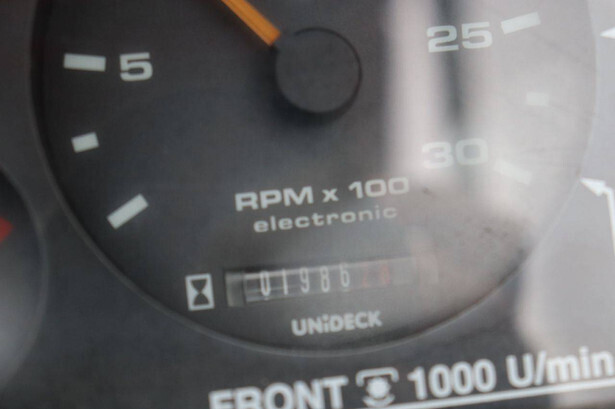 25
5
30
RPM x 100
electronic
01986
UNiDECK
FRONT 1000 U/min